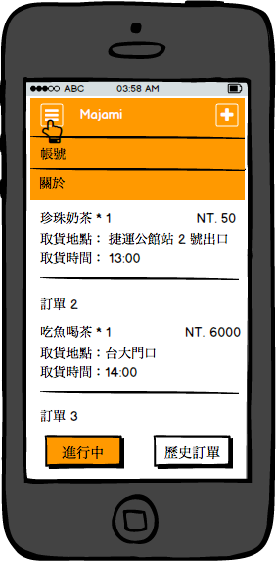 ABC 03:58 AM
Majami
帳號
關於
珍珠奶茶 * 1 NT. 50
取貨地點： 捷運公館站 2 號出口
取貨時間： 13:00
訂單 2
吃魚喝茶 * 1 NT. 6000
取貨地點：台大門口
取貨時間：14:00
訂單 3
進行中 歷史訂單